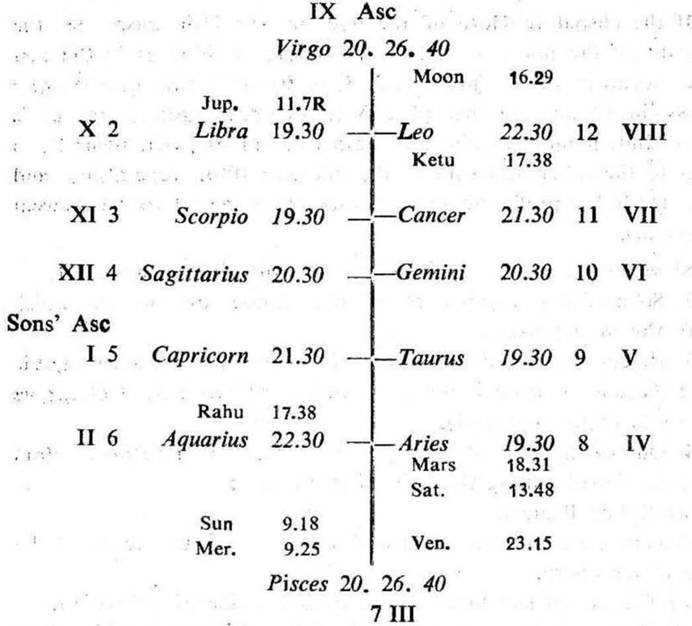 IX Asc
Virgo 20. 26. 40
Moon 16.29
Jup. 11.7R
X 2 Libra 19.30 Leo 22.30 12 VIII
Ketu 17.38
XI 3 Scorpio 19.30 Cancer 21.30 11 VII
XII 4 Sagittarius 20.30 Gemini 20.30 10 VI
Sons' Asc
I 5 Capricorn 21.30 Taurus 19.30 9 V
Rahu 17.38
II 6 Aquarius 22.30 Aries 19.30 8 IV
Mars 18.31
Sat. 13.48
Sun 9.18
Mer. 9.25 Ven. 23.15
Pisces 20. 26. 40
7 III